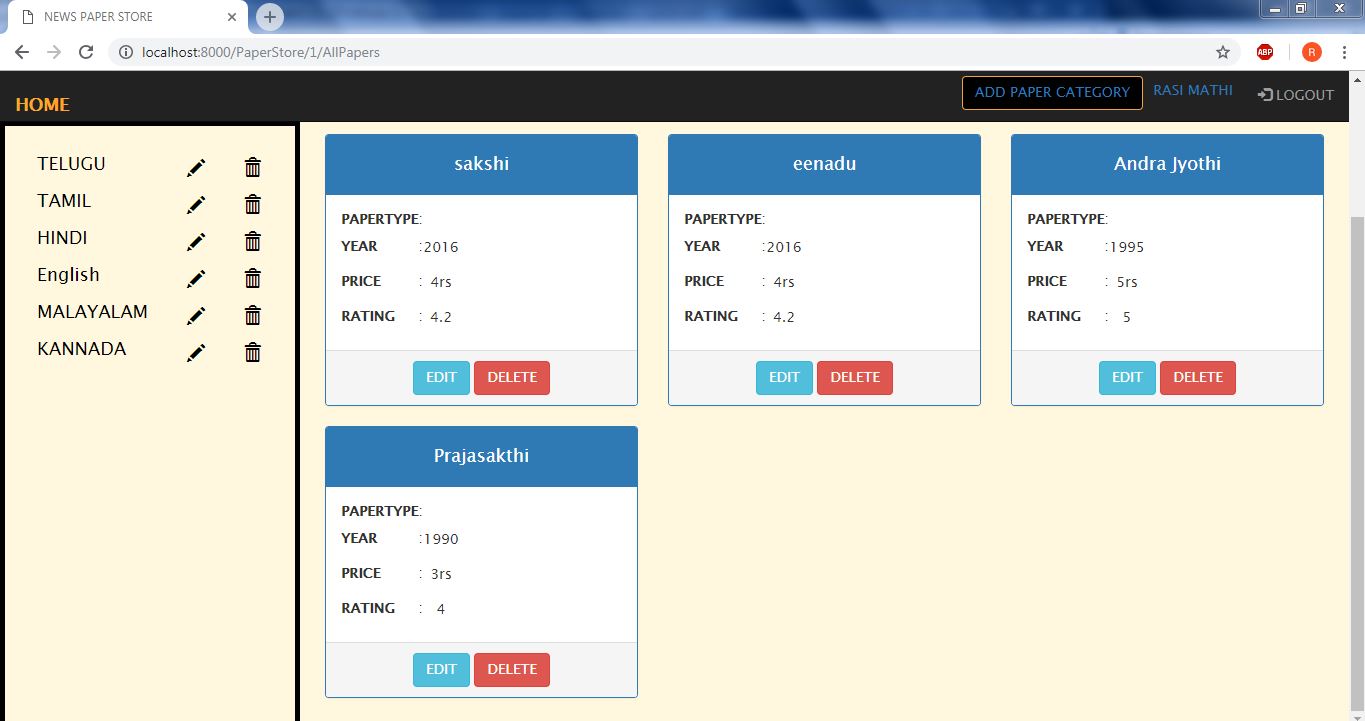 NEWS PAPER STORE
localhost:8000/PaperStore/1/AllPapers
ABP
R
HOME
ADD PAPER CATEGORY
RASI MATHI
LOGOUT
TELUGU
TAMIL
HINDI
English
MALAYALAM
KANNADA
sakshi
PAPERTYPE:
YEAR :2016
PRICE : 4rs
RATING : 4.2
EDIT DELETE
eenadu
PAPERTYPE:
YEAR :2016
PRICE : 4rs
RATING : 4.2
EDIT DELETE
Andra Jyothi
PAPERTYPE:
YEAR :1995
PRICE : 5rs
RATING : 5
EDIT DELETE
Prajasakthi
PAPERTYPE:
YEAR :1990
PRICE : 3rs
RATING : 4
EDIT DELETE